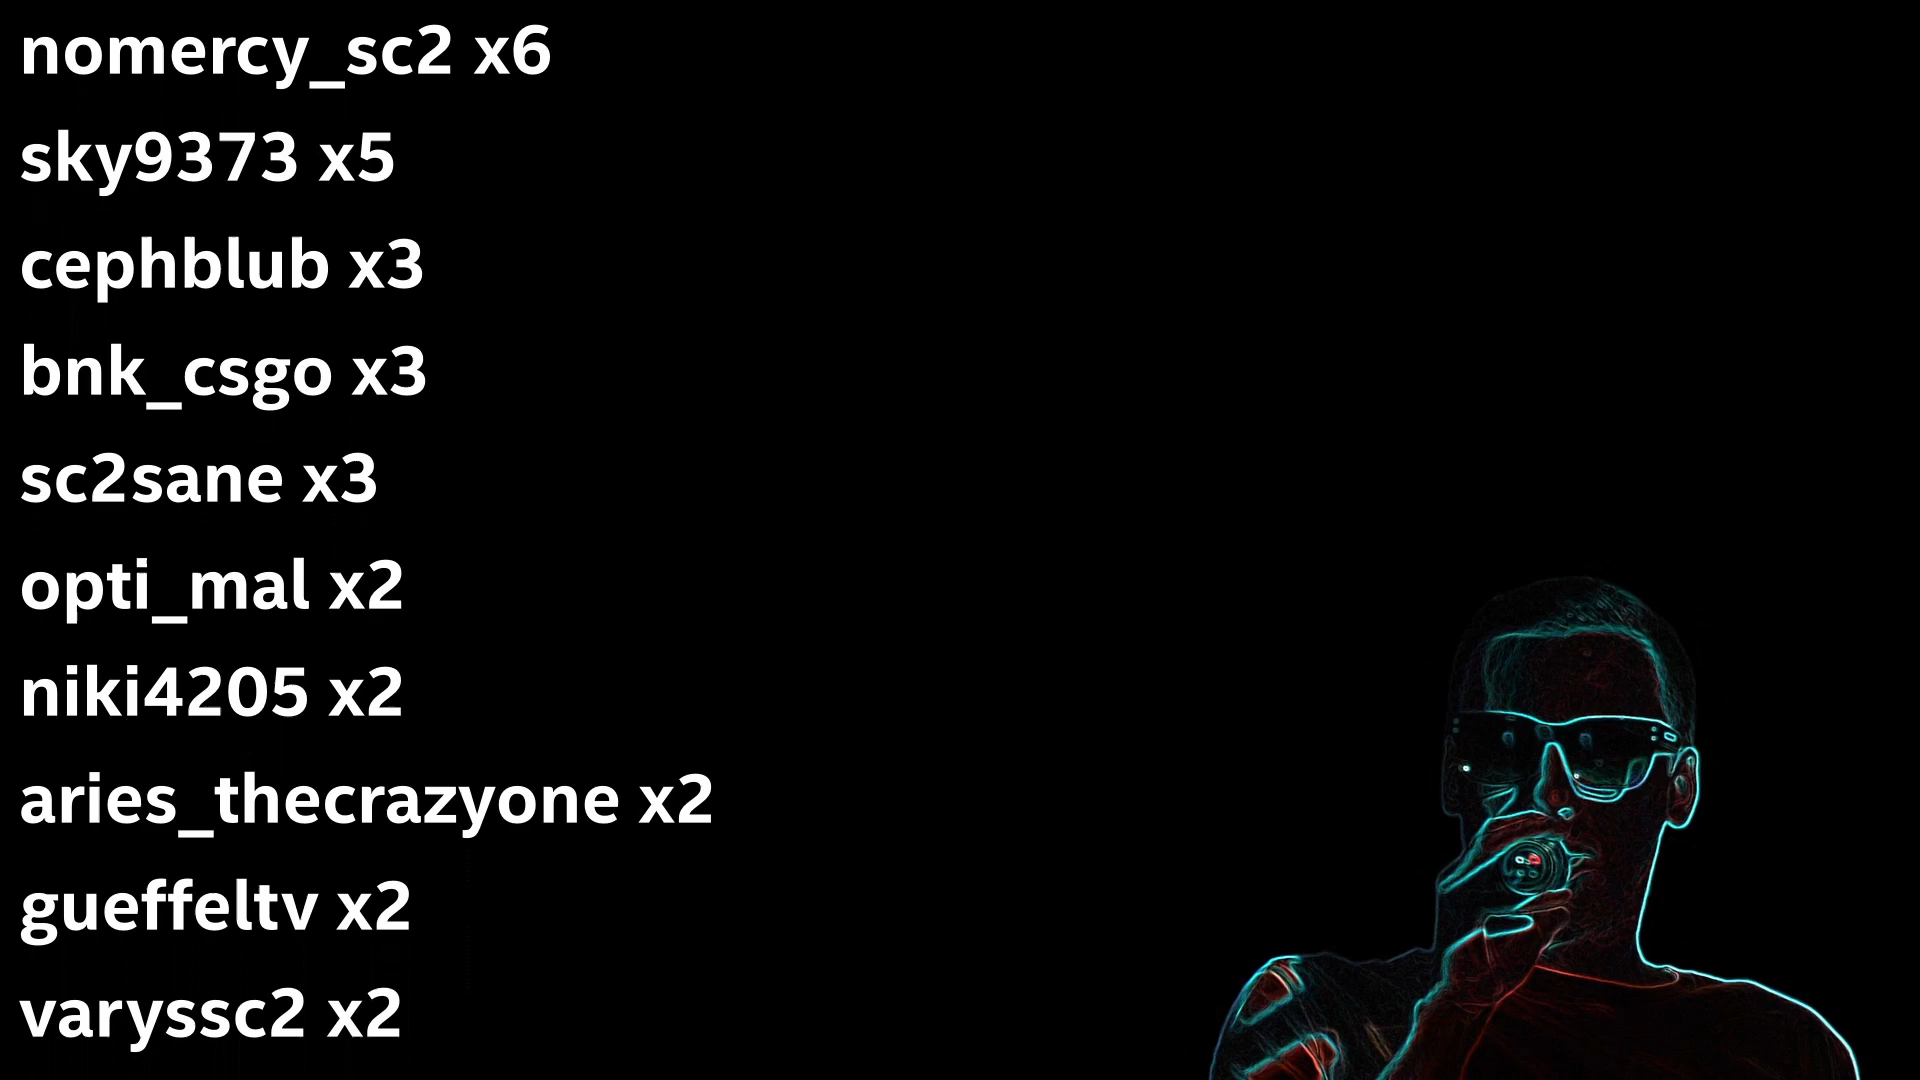 nomercy_sc2 x6
sky9373 x5
cephblub x3
bnk_csgo x3
sc2sane x3
opti_mal x2
niki4205 x2
aries_thecrazyone x2
gueffeltv x2
varyssc2 x2